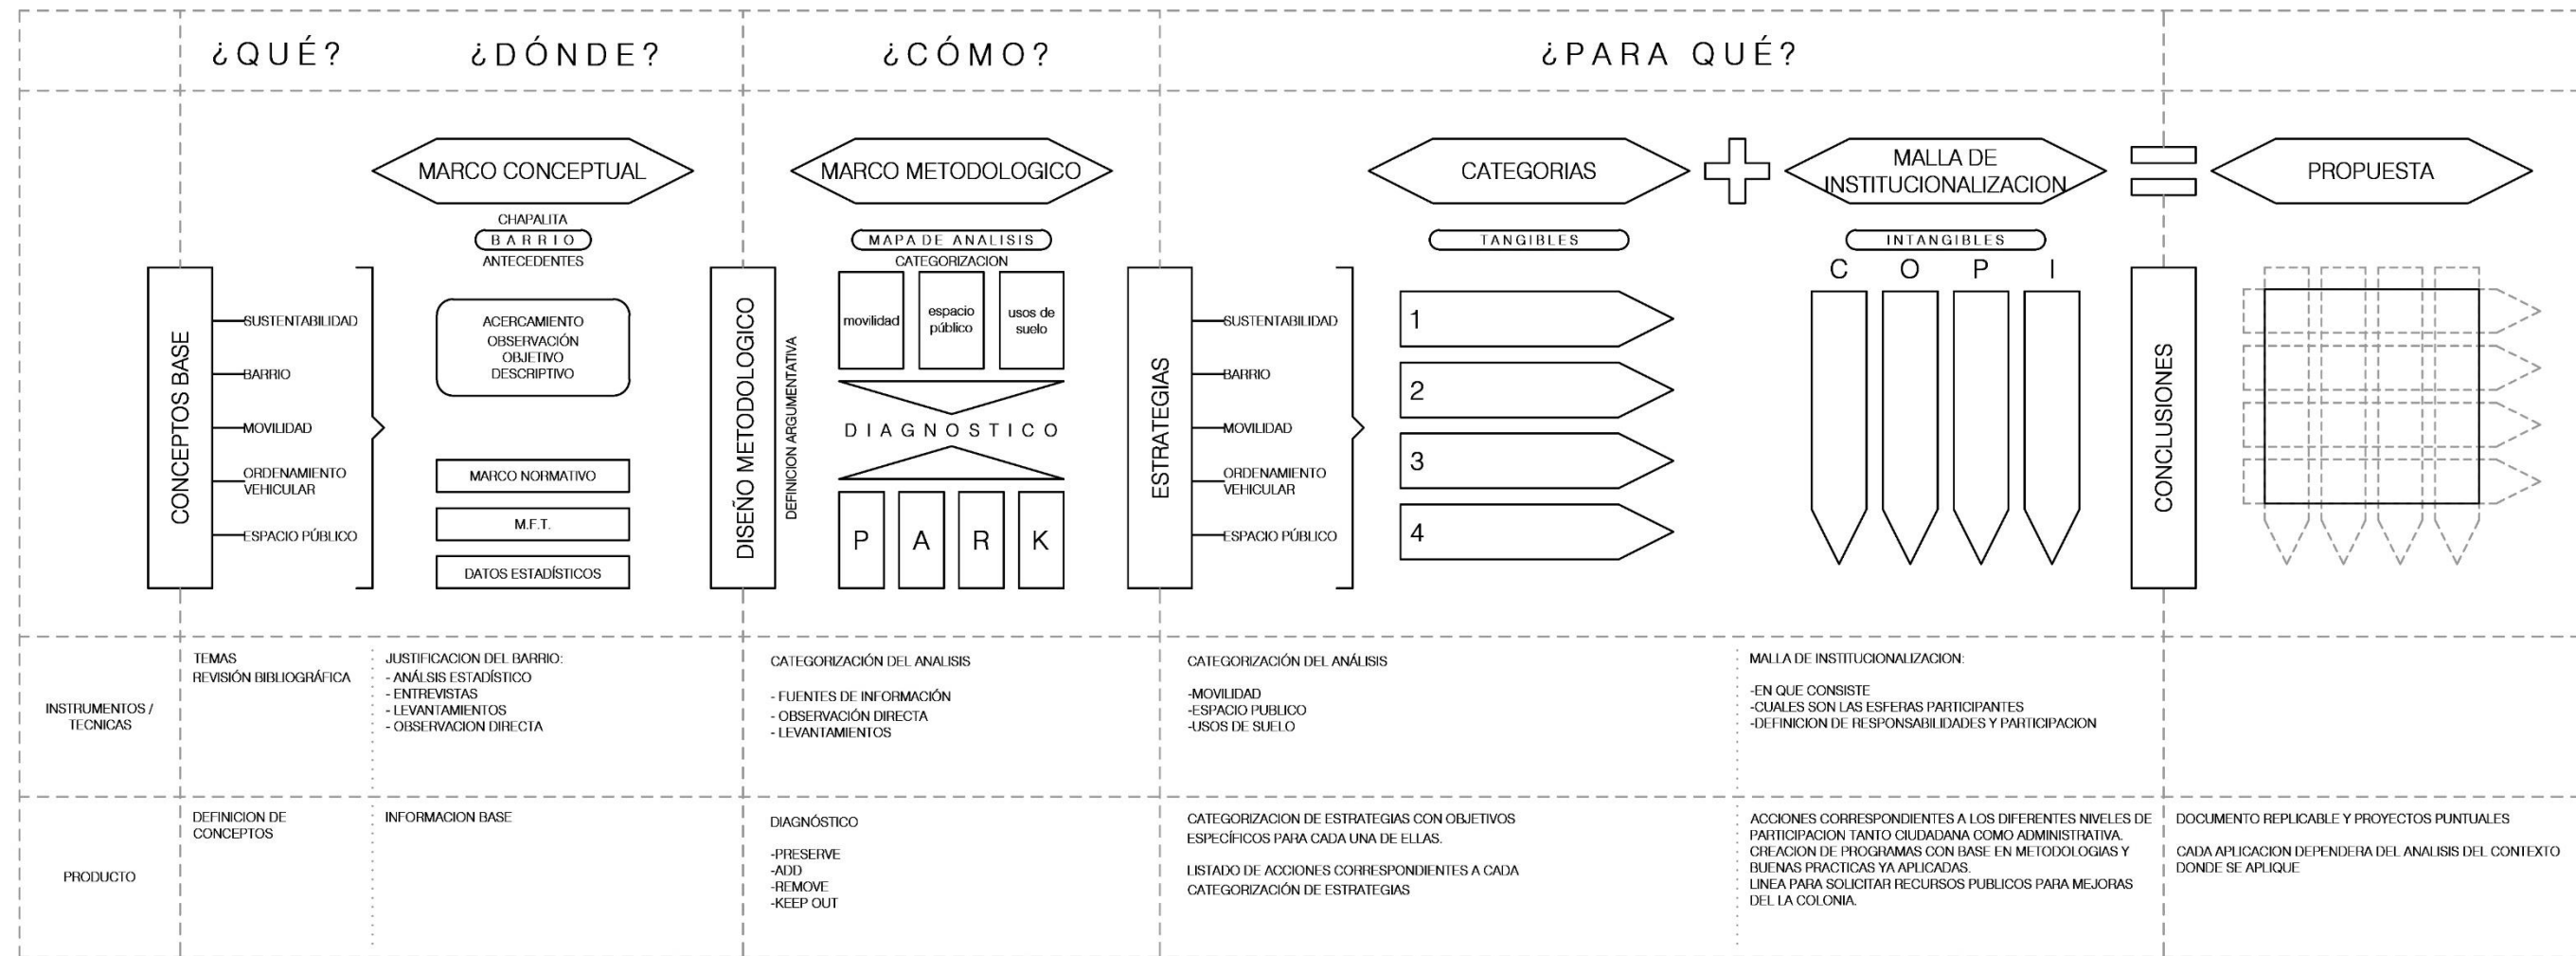 ¿QUÉ?
¿DÓNDE?
¿CÓMO?
¿PARA QUÉ?
CONCEPTOS BASE
SUSTENTABILIDAD
BARRIO
MOVILIDAD
ORDENAMIENTO
VEHICULAR
ESPACIO PÚBLICO
MARCO CONCEPTUAL
CHAPALITA
BARRIO
ANTECEDENTES
ACERCAMIENTO
OBSERVACIÓN
OBJETIVO
DESCRIPTIVO
MARCO NORMATIVO
M.F.T.
DATOS ESTADÍSTICOS
DISEÑO METODOLOGICO
DEFINICION ARGUMENTATIVA
MARCO METODOLOGICO
MAPA DE ANALISIS
CATEGORIZACION
movilidad
espacio
público
usos de
suelo
DIAGNOSTICO
P A R K
ESTRATEGIAS
SUSTENTABILIDAD
BARRIO
MOVILIDAD
ORDENAMIENTO
VEHICULAR
ESPACIO PÚBLICO
CATEGORIAS
TANGIBLES
1
2
3
4
MALLA DE
INSTITUCIONALIZACION
INTANGIBLES
C O P I
CONCLUSIONES
PROPUESTA
INSTRUMENTOS /
TECNICAS
TEMAS
REVISIÓN BIBLIOGRÁFICA
JUSTIFICACION DEL BARRIO:
- ANÁLSIS ESTADÍSTICO
- ENTREVISTAS
- LEVANTAMIENTOS
- OBSERVACION DIRECTA
CATEGORIZACIÓN DEL ANALISIS
- FUENTES DE INFORMACIÓN
- OBSERVACIÓN DIRECTA
- LEVANTAMIENTOS
CATEGORIZACIÓN DEL ANÁLISIS
-MOVILIDAD
-ESPACIO PUBLICO
-USOS DE SUELO
MALLA DE INSTITUCIONALIZACION:
-EN QUE CONSISTE
-CUALES SON LAS ESFERAS PARTICIPANTES
-DEFINICION DE RESPONSABILIDADES Y PARTICIPACION
PRODUCTO
DEFINICION DE
CONCEPTOS
INFORMACION BASE
DIAGNÓSTICO
-PRESERVE
-ADD
-REMOVE
-KEEP OUT
CATEGORIZACION DE ESTRATEGIAS CON OBJETIVOS
ESPECÍFICOS PARA CADA UNA DE ELLAS.
LISTADO DE ACCIONES CORRESPONDIENTES A CADA
CATEGORIZACIÓN DE ESTRATEGIAS
ACCIONES CORRESPONDIENTES A LOS DIFERENTES NIVELES DE
PARTICIPACION TANTO CIUDADANA COMO ADMINISTRATIVA.
CREACION DE PROGRAMAS CON BASE EN METODOLOGIAS Y
BUENAS PRACTICAS YA APLICADAS.
LINEA PARA SOLICITAR RECURSOS PUBLICOS PARA MEJORAS
DEL LA COLONIA.
DOCUMENTO REPLICABLE Y PROYECTOS PUNTUALES
CADA APLICACION DEPENDERA DEL ANALISIS DEL CONTEXTO
DONDE SE APLIQUE